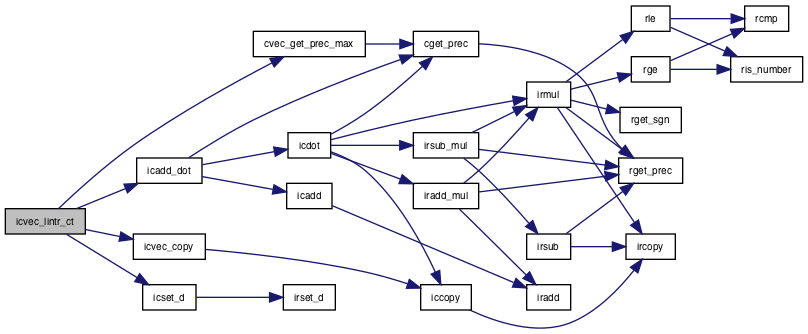 icvec_lintr_ct
cvec_get_prec_max
icadd_dot
icvec_copy
icset_d
icdot
icadd
irset_d
cget_prec
irsub_mul
iradd_mul
iccopy
irmul
irsub
iradd
rle
rge
rget_sgn
rget_prec
ircopy
rcmp
ris_number